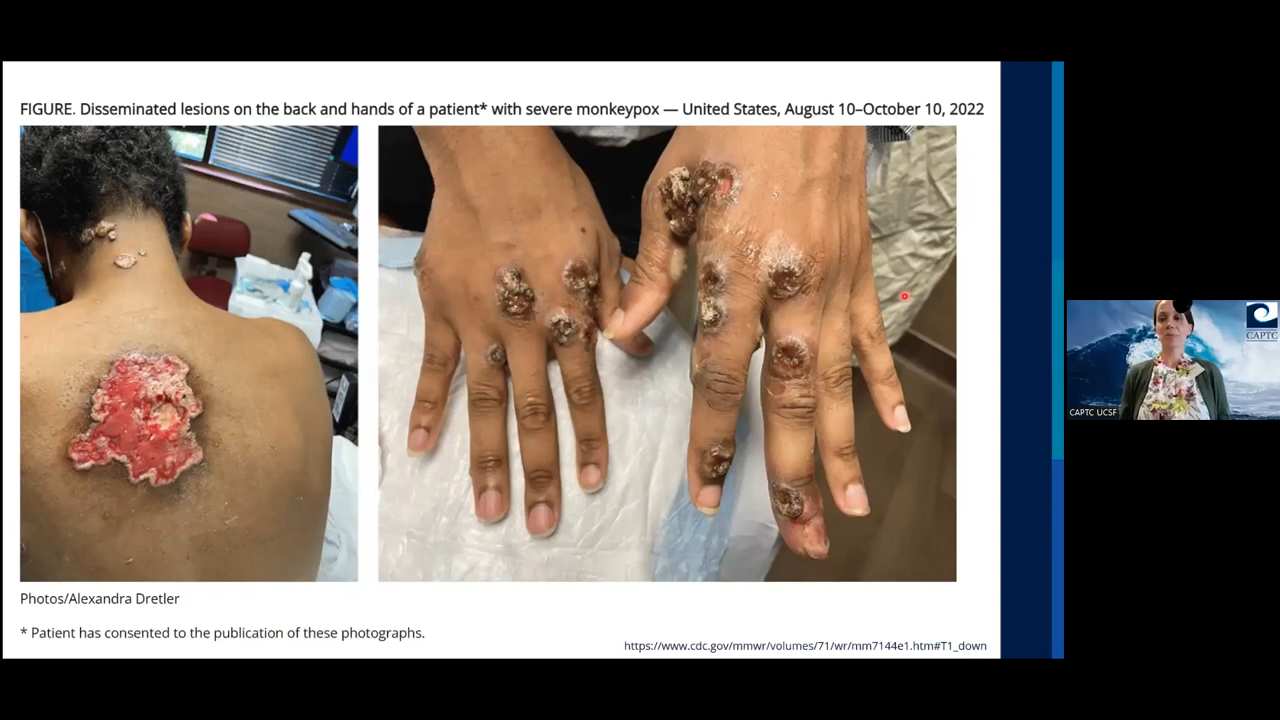 FIGURE. Disseminated lesions on the back and hands of a patient* with severe monkeypox — United States, August 10–October 10, 2022
Photos/Alexandra Dretler
* Patient has consented to the publication of these photographs.
https://www.cdc.gov/mmwr/volumes/71/wr/mm7144e1.htm#T1_down
CAPTC
CAPTC UCSF